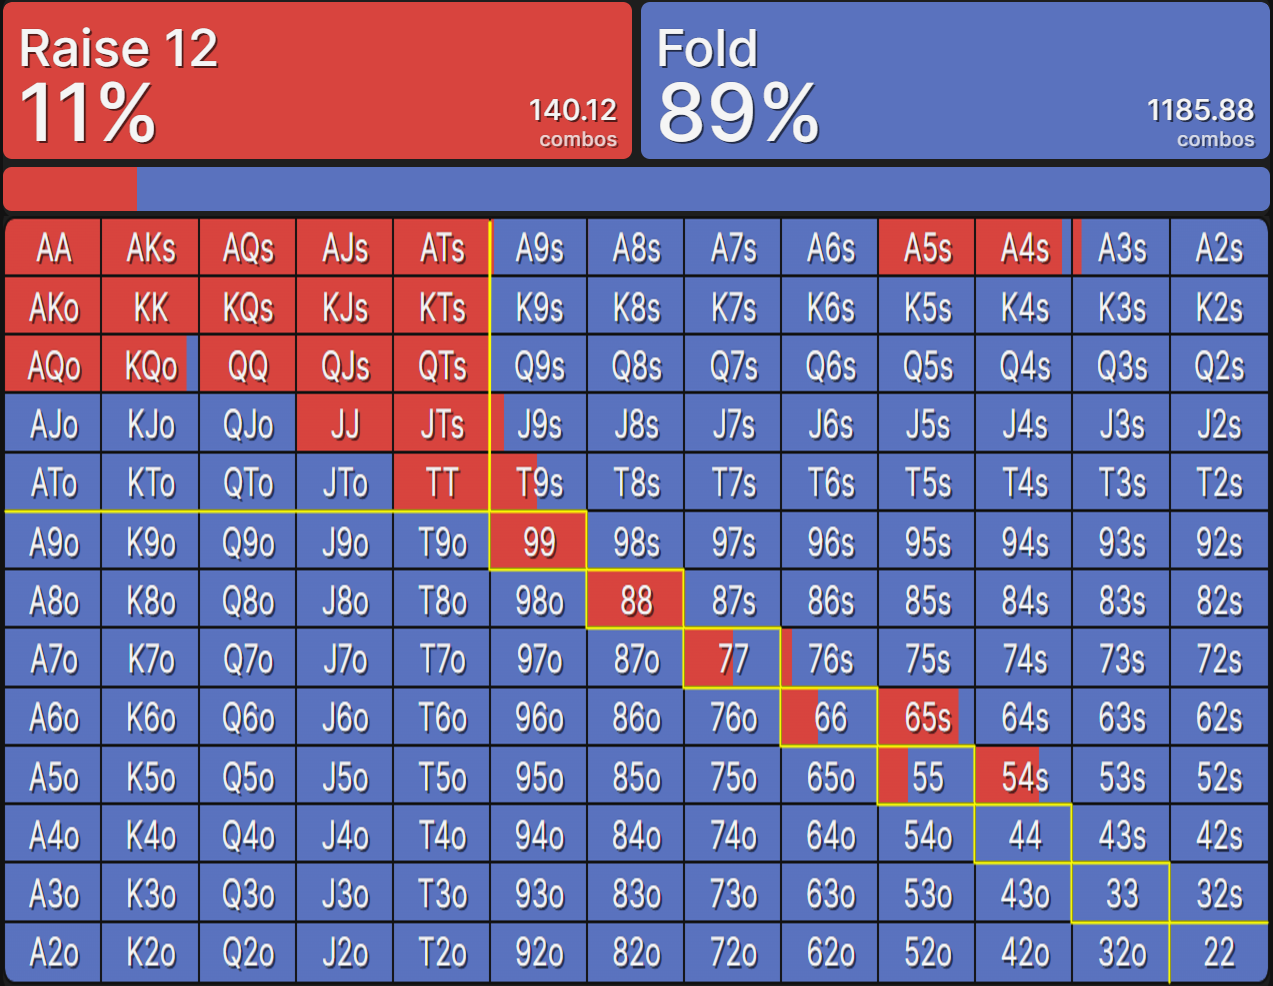 Raise 12
11%
140.12
combos
Fold
89%
1185.88
combos
AA AKs AQs AJs ATs A9s A8s A7s A6s A5s A4s A3s A2s
AKo KK KQs KJs KTs K9s K8s K7s K6s K5s K4s K3s K2s
AQo KQo QQ QJs QTs Q9s Q8s Q7s Q6s Q5s Q4s Q3s Q2s
AJo KJo QJo JJ JTs J9s J8s J7s J6s J5s J4s J3s J2s
ATo KTo QTo JTo TT T9s T8s T7s T6s T5s T4s T3s T2s
A9o K9o Q9o J9o T9o 99 98s 97s 96s 95s 94s 93s 92s
A8o K8o Q8o J8o T8o 98o 88 87s 86s 85s 84s 83s 82s
A7o K7o Q7o J7o T7o 97o 87o 77 76s 75s 74s 73s 72s
A6o K6o Q6o J6o T6o 96o 86o 76o 66 65s 64s 63s 62s
A5o K5o Q5o J5o T5o 95o 85o 75o 65o 55 54s 53s 52s
A4o K4o Q4o J4o T4o 94o 84o 74o 64o 54o 44 43s 42s
A3o K3o Q3o J3o T3o 93o 83o 73o 63o 53o 43o 33 32s
A2o K2o Q2o J2o T2o 92o 82o 72o 62o 52o 42o 32o 22